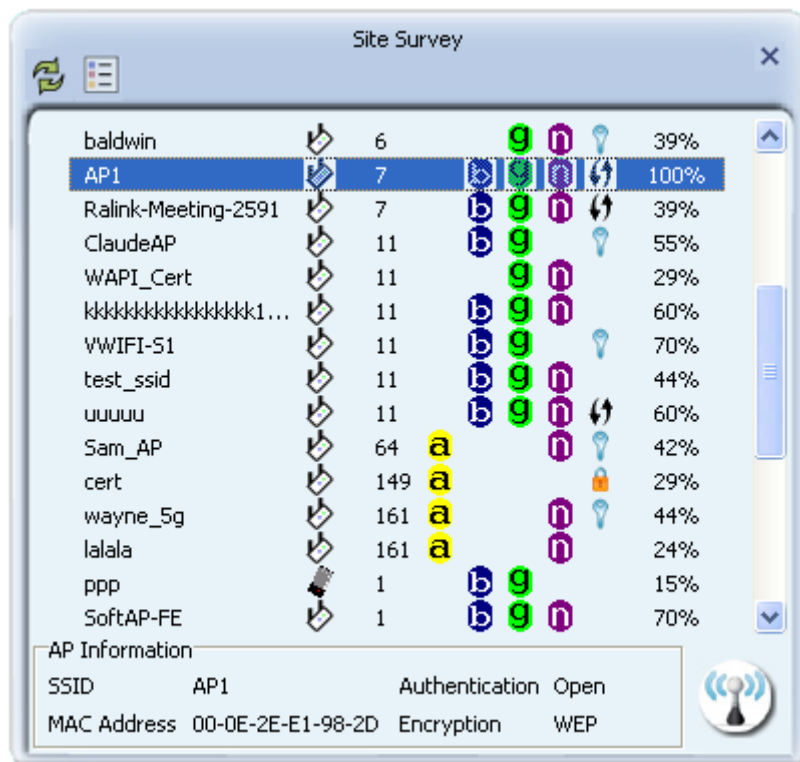 Site Survey
baldwin 6 g n 39%
AP1 7 b g n 100%
Ralink-Meeting-2591 7 b g n 39%
ClaudeAP 11 b g 55%
WAPI_Cert 11 g n 29%
kkkkkkkkkkkkkkkk1... 11 b g n 60%
VWIFI-S1 11 b g 70%
test_ssid 11 b g n 44%
uuuuu 11 b g n 60%
Sam_AP 64 a n 42%
cert 149 a 29%
wayne_5g 161 a n 44%
lalala 161 a n 24%
ppp 1 b g 15%
SoftAP-FE 1 b g n 70%
AP Information
SSID AP1 Authentication Open
MAC Address 00-0E-2E-E1-98-2D Encryption WEP